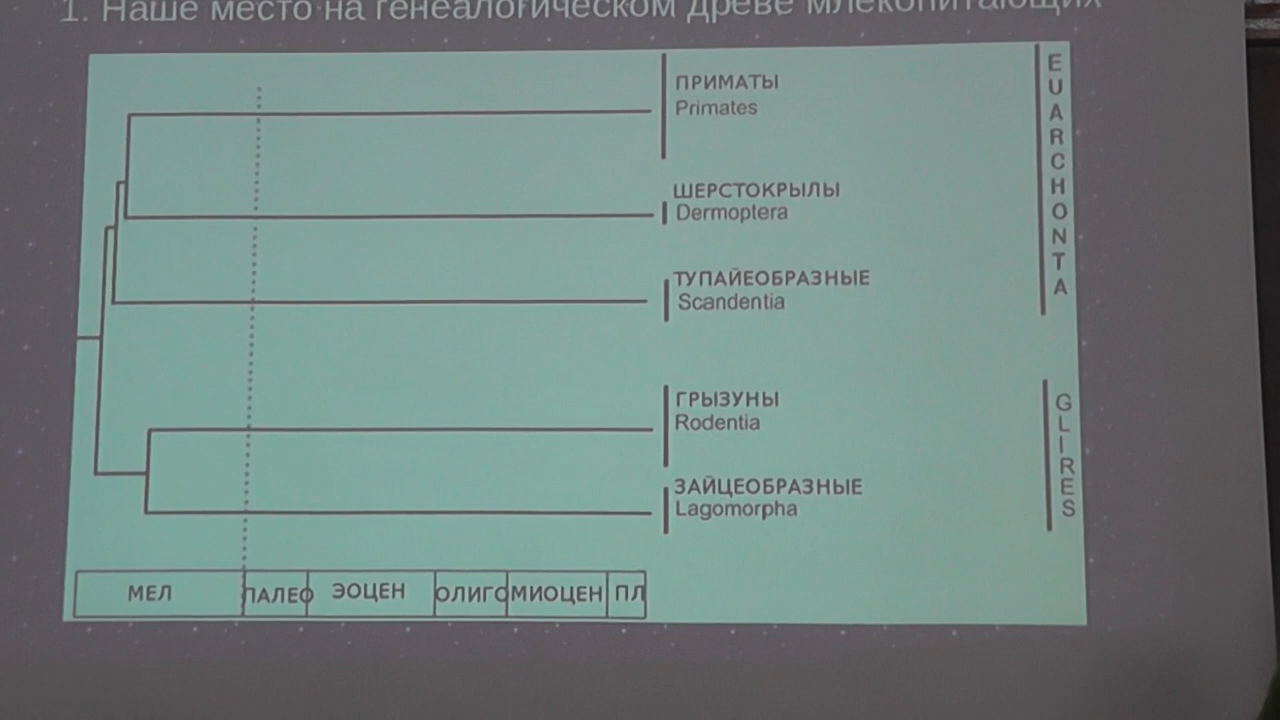 1. Наше место на генеалогическом древе млекопитающих
ПРИМАТЫ
Primates
ШЕРСТОКРЫЛЫ
Dermoptera
ТУПАЙЕОБРАЗНЫЕ
Scandentia
EUARCHONTA
ГРЫЗУНЫ
Rodentia
ЗАЙЦЕОБРАЗНЫЕ
Lagomorpha
GLIRES
МЕЛ ПАЛЕО ЭОЦЕН ОЛИГО МИОЦЕН ПЛ